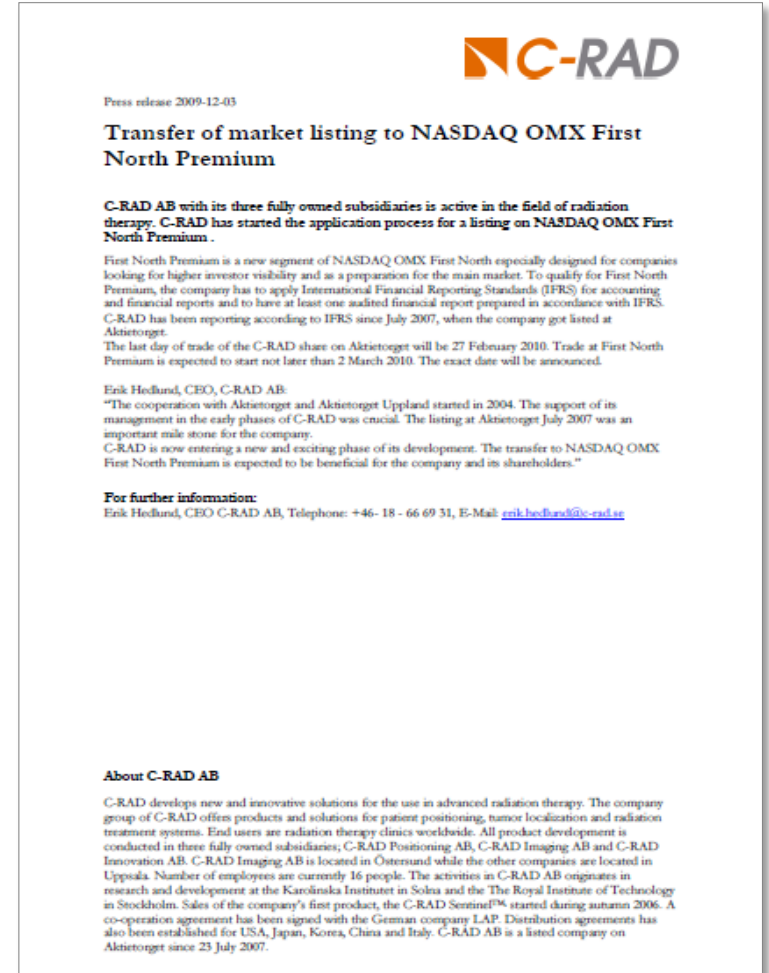 C-RAD
Press release 2009-12-03
Transfer of market listing to NASDAQ OMX First
North Premium
C-RAD AB with its three fully owned subsidiaries is active in the field of radiation
therapy. C-RAD has started the application process for a listing on NASDAQ OMX First
North Premium .
First North Premium is a new segment of NASDAQ OMX First North especially designed for companies
looking for higher investor visibility and as a preparation for the main market. To qualify for First North
Premium, the company has to apply International Financial Reporting Standards (IFRS) for accounting
and financial reports and to have at least one audited financial report prepared in accordance with IFRS.
C-RAD has been reporting according to IFRS since July 2007, when the company got listed at
Aktietorget.
The last day of trade of the C-RAD share on Aktietorget will be 27 February 2010. Trade at First North
Premium is expected to start not later than 2 March 2010. The exact date will be announced.
Erik Hedlund, CEO, C-RAD AB:
“The cooperation with Aktietorget and Aktietorget Uppland started in 2004. The support of its
management in the early phases of C-RAD was crucial. The listing at Aktietorget July 2007 was an
important mile stone for the company.
C-RAD is now entering a new and exciting phase of its development. The transfer to NASDAQ OMX
First North Premium is expected to be beneficial for the company and its shareholders.”
For further information:
Erik Hedlund, CEO C-RAD AB, Telephone: +46- 18 - 66 69 31, E-Mail: erik.hedlund@c-rad.se
About C-RAD AB
C-RAD develops new and innovative solutions for the use in advanced radiation therapy. The company
group of C-RAD offers products and solutions for patient positioning, tumor localization and radiation
treatment systems. End users are radiation therapy clinics worldwide. All product development is
conducted in three fully owned subsidiaries; C-RAD Positioning AB, C-RAD Imaging AB and C-RAD
Innovation AB. C-RAD Imaging AB is located in Östersund while the other companies are located in
Uppsala. Number of employees are currently 16 people. The activities in C-RAD AB originates in
research and development at the Karolinska Institutet in Solna and the The Royal Institute of Technology
in Stockholm. Sales of the company's first product, the C-RAD Sentinel™ started during autumn 2006. A
co-operation agreement has been signed with the German company LAP. Distribution agreements has
also been established for USA, Japan, Korea, China and Italy. C-RAD AB is a listed company on
Aktietorget since 23 July 2007.